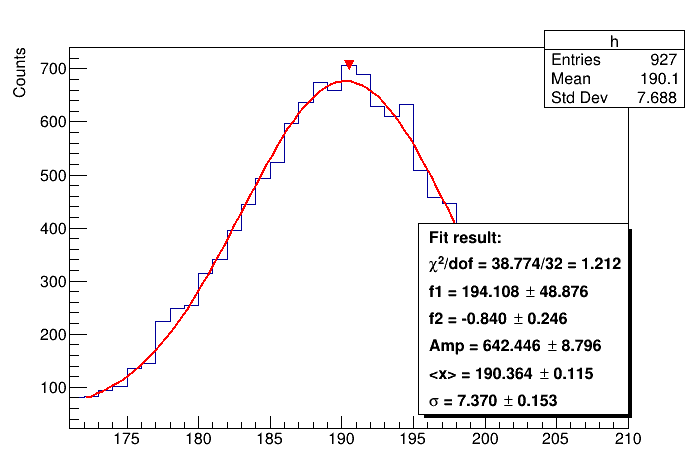 h
Entries 927
Mean 190.1
Std Dev 7.688
Counts
700
600
500
400
300
200
100
Fit result:
χ²/dof = 38.774/32 = 1.212
f1 = 194.108 ± 48.876
f2 = -0.840 ± 0.246
Amp = 642.446 ± 8.796
<x> = 190.364 ± 0.115
σ = 7.370 ± 0.153
175 180 185 190 195 200 205 210